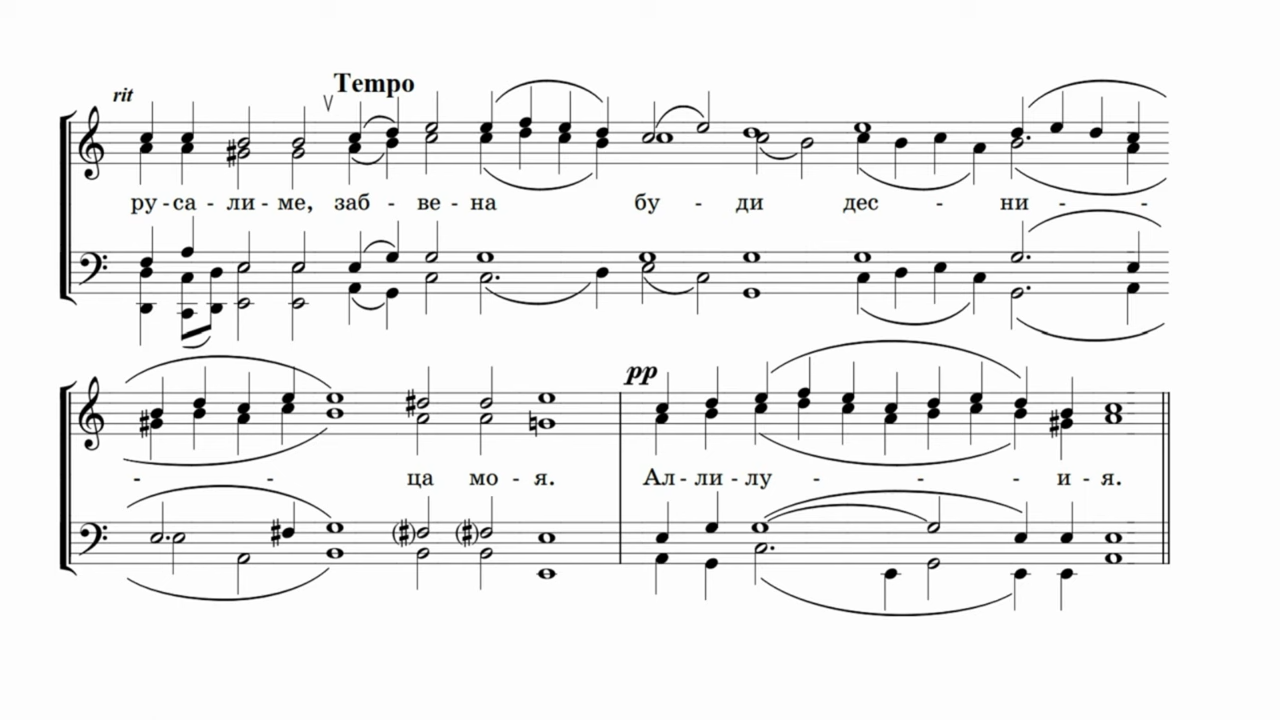 rit
Tempo
ру - са - ли - ме, заб - ве - на бу - ди дес - ни - -
- - ца мо - я.
pp
Ал - ли - лу - - - и - я.